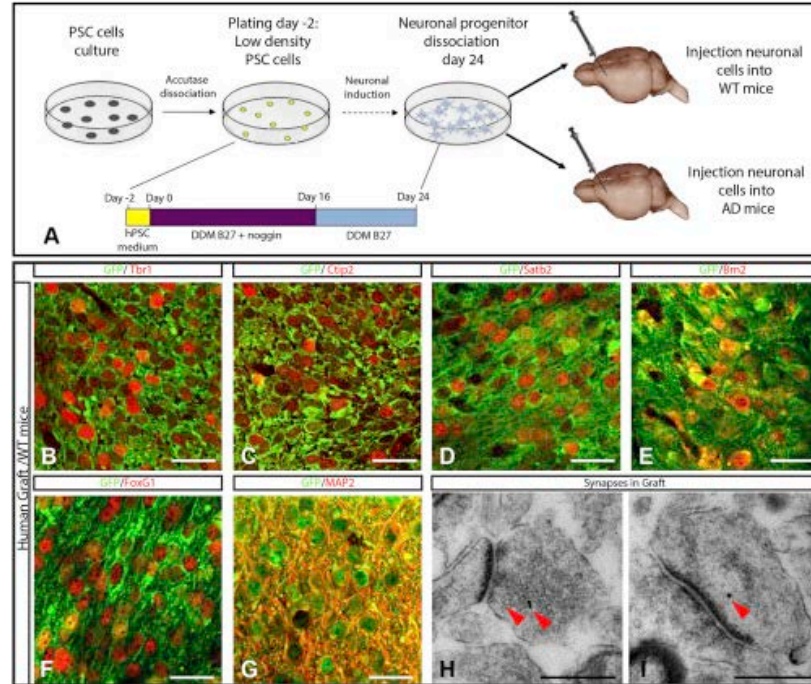 PSC cells
culture
Accutase
dissociation
Plating day -2:
Low density
PSC cells
Neuronal
induction
Neuronal progenitor
dissociation
day 24
Injection neuronal
cells into
WT mice
Injection neuronal
cells into
AD mice
Day -2
Day 0
Day 16
Day 24
hPSC
medium
DDM B27 + noggin
DDM B27
A
Human Graft /WT mice
GFP/Tbr1
GFP/Ctip2
GFP/Satb2
GFP/Brn2
B
C
D
E
GFP/FoxG1
GFP/MAP2
Synapses in Graft
F
G
H
I